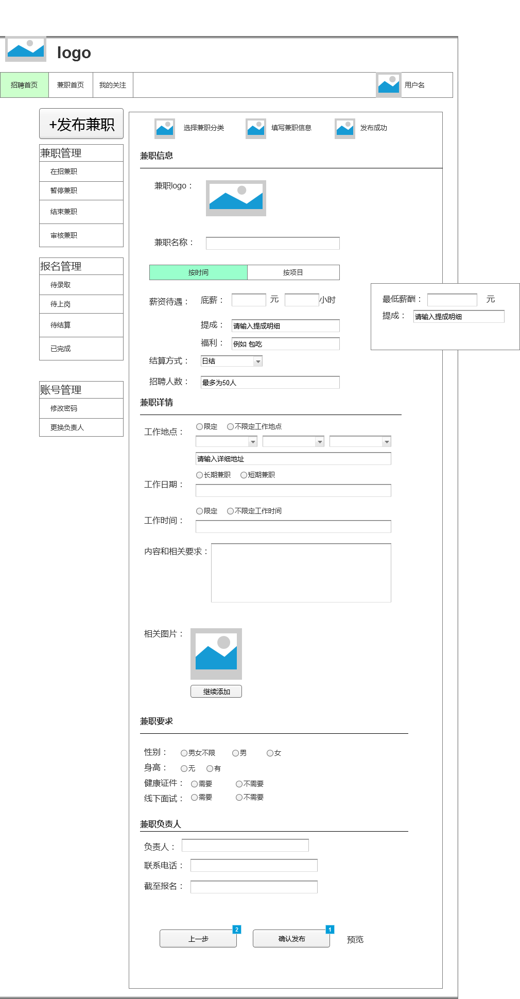 logo
招聘首页
兼职首页
我的关注
用户名
+发布兼职
兼职管理
在招兼职
暂停兼职
结束兼职
审核兼职
报名管理
待录取
待上岗
待结算
已完成
账号管理
修改密码
更换负责人
选择兼职分类
填写兼职信息
发布成功
兼职信息
兼职logo：
兼职名称：
按时间
按项目
薪资待遇： 底薪： 元 小时
提成： 请输入提成明细
福利： 例如 包吃
最低薪酬： 元
提成： 请输入提成明细
结算方式： 日结
招聘人数： 最多为50人
兼职详情
工作地点： 限定 不限定工作地点
请输入详细地址
工作日期： 长期兼职 短期兼职
工作时间： 限定 不限定工作时间
内容和相关要求：
相关图片：
继续添加
兼职要求
性别： 男女不限 男 女
身高： 无 有
健康证件： 需要 不需要
线下面试： 需要 不需要
兼职负责人
负责人：
联系电话：
截至报名：
上一步 2
确认发布 1
预览